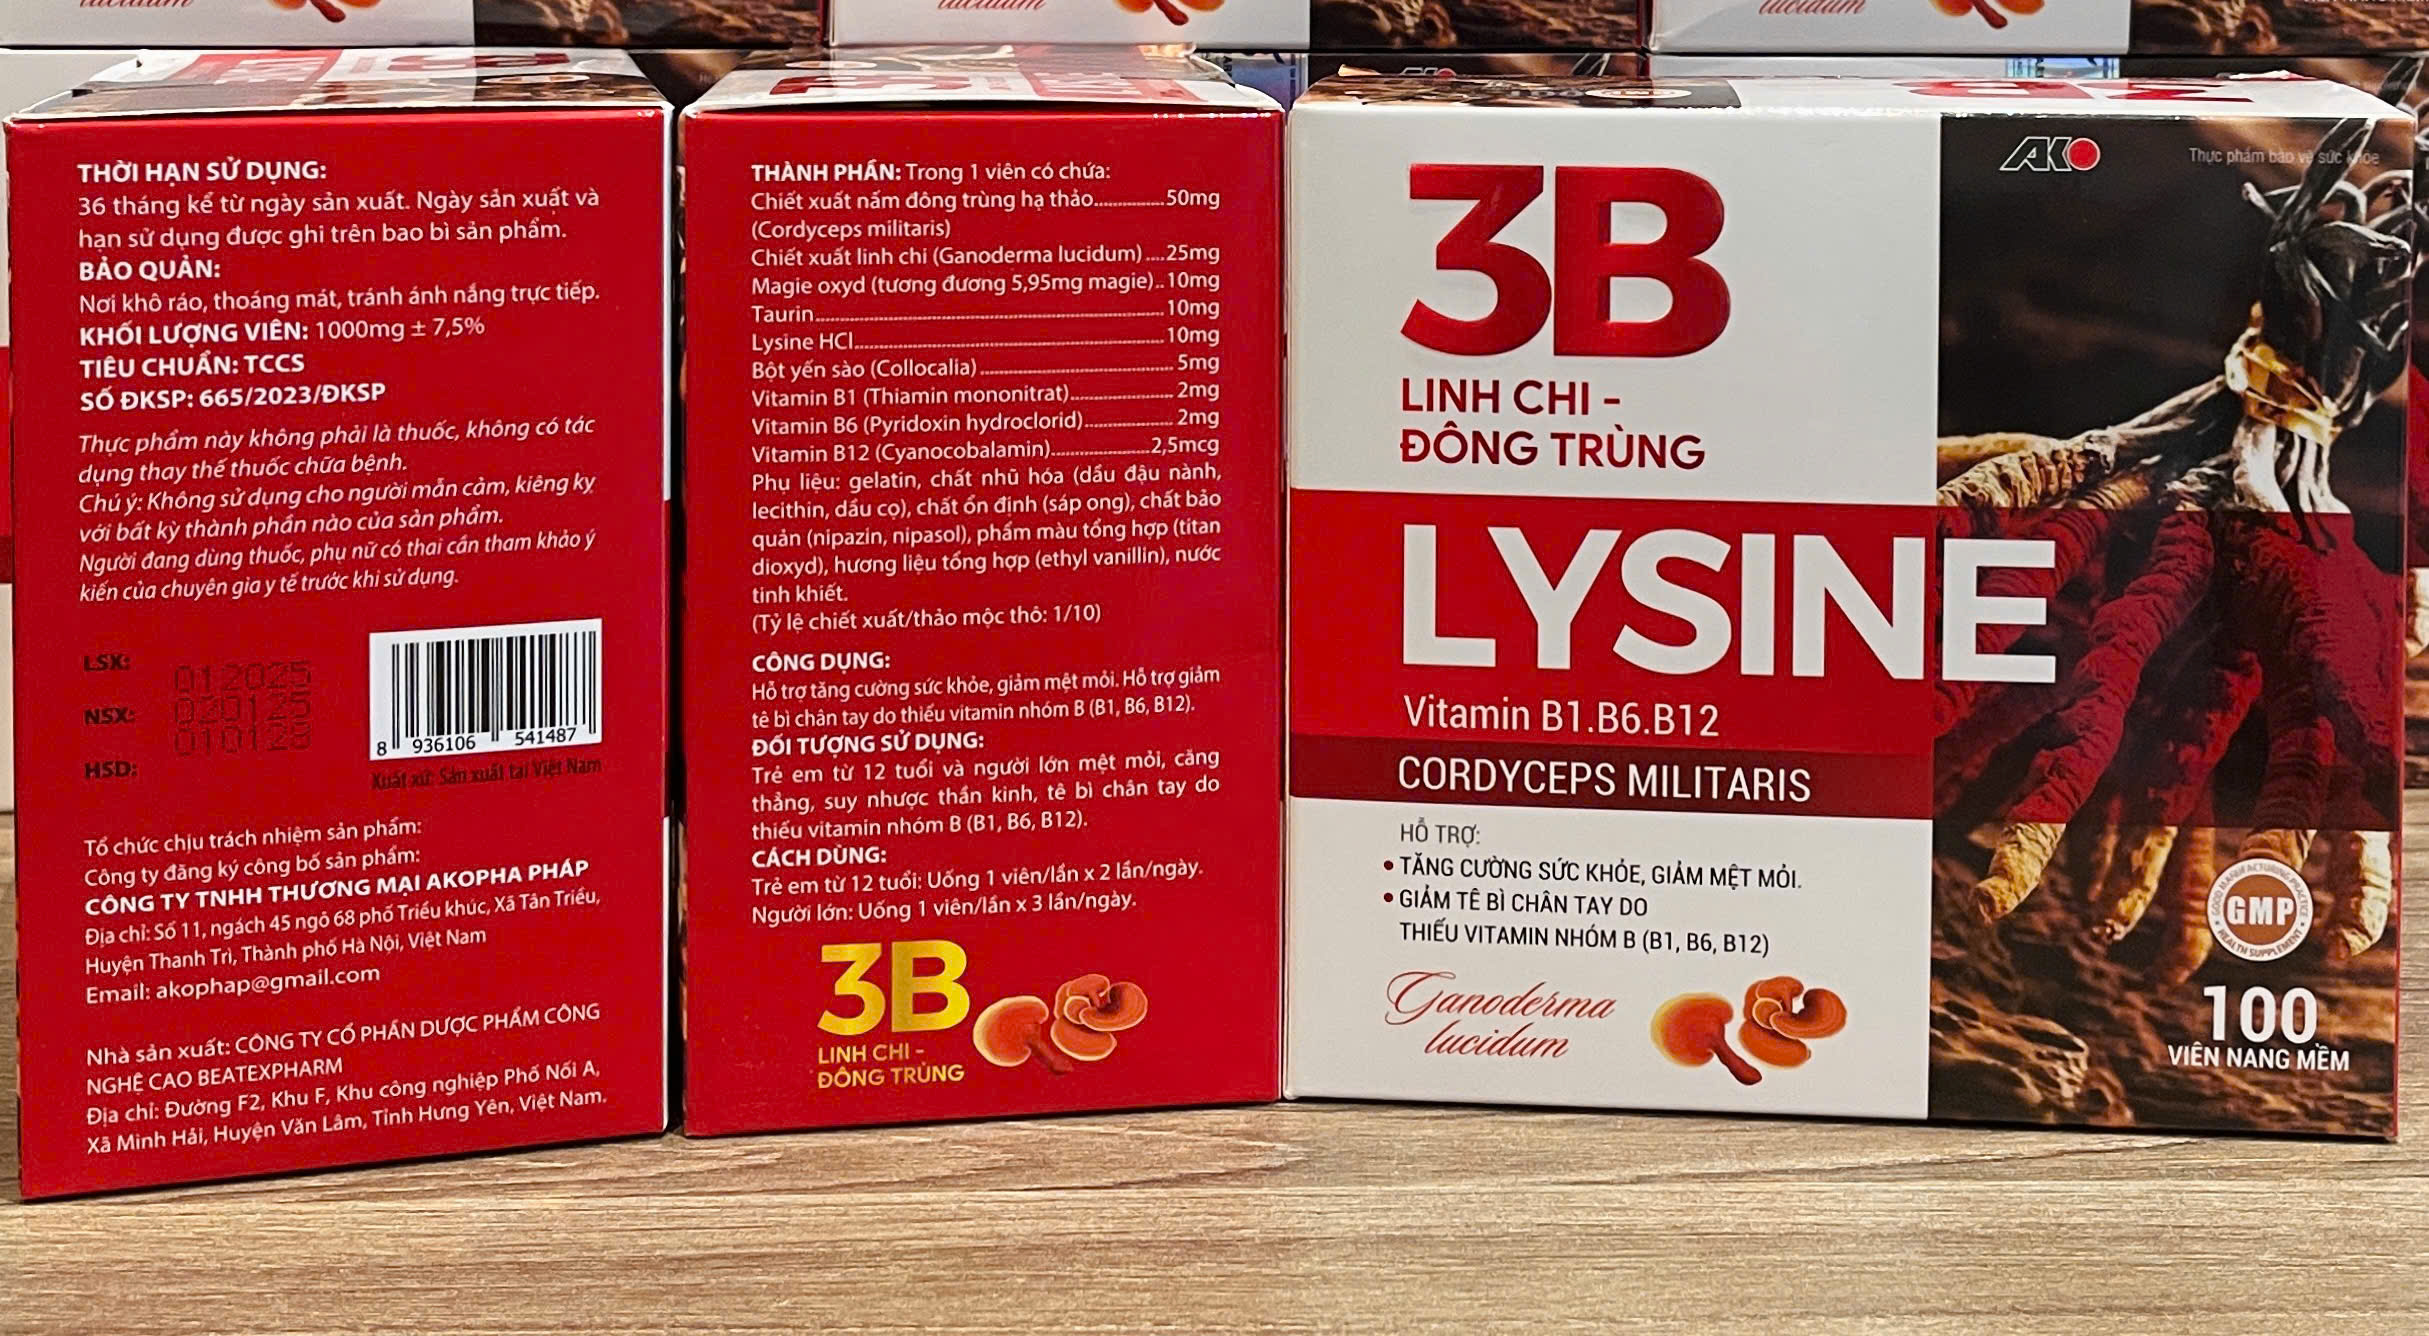 lucidum
lucidum
lucidum
THỜI HẠN SỬ DỤNG:
36 tháng kể từ ngày sản xuất. Ngày sản xuất và
hạn sử dụng được ghi trên bao bì sản phẩm.
BẢO QUẢN:
Nơi khô ráo, thoáng mát, tránh ánh nắng trực tiếp.
KHỐI LƯỢNG VIÊN: 1000mg ± 7,5%
TIÊU CHUẨN: TCCS
SỐ ĐKSP: 665/2023/ĐKSP
Thực phẩm này không phải là thuốc, không có tác
dụng thay thế thuốc chữa bệnh.
Chú ý: Không sử dụng cho người mẫn cảm, kiêng kỵ
với bất kỳ thành phần nào của sản phẩm.
Người đang dùng thuốc, phụ nữ có thai cần tham khảo ý
kiến của chuyên gia y tế trước khi sử dụng.
LSX: 012025
NSX: 020125
HSD: 010128
8 936106 541487
Xuất xứ: Sản xuất tại Việt Nam
Tổ chức chịu trách nhiệm sản phẩm:
Công ty đăng ký công bố sản phẩm:
CÔNG TY TNHH THƯƠNG MẠI AKOPHA PHÁP
Địa chỉ: Số 11, ngách 45 ngõ 68 phố Triều khúc, Xã Tân Triều,
Huyện Thanh Trì, Thành phố Hà Nội, Việt Nam
Email: akophap@gmail.com
Nhà sản xuất: CÔNG TY CỔ PHẦN DƯỢC PHẨM CÔNG
NGHỆ CAO BEATEXPHARM
Địa chỉ: Đường F2, Khu F, Khu công nghiệp Phố Nối A,
Xã Minh Hải, Huyện Văn Lâm, Tỉnh Hưng Yên, Việt Nam.
THÀNH PHẦN: Trong 1 viên có chứa:
Chiết xuất nấm đông trùng hạ thảo..............50mg
(Cordyceps militaris)
Chiết xuất linh chi (Ganoderma lucidum)....25mg
Magie oxyd (tương đương 5,95mg magie)..10mg
Taurin..............10mg
Lysine HCl..............10mg
Bột yến sào (Collocalia)..............5mg
Vitamin B1 (Thiamin mononitrat)..............2mg
Vitamin B6 (Pyridoxin hydroclorid)..............2mg
Vitamin B12 (Cyanocobalamin)..............2,5mcg
Phụ liệu: gelatin, chất nhũ hóa (dầu đậu nành,
lecithin, dầu cọ), chất ổn định (sáp ong), chất bảo
quản (nipazin, nipasol), phẩm màu tổng hợp (titan
dioxyd), hương liệu tổng hợp (ethyl vanillin), nước
tinh khiết.
(Tỷ lệ chiết xuất/thảo mộc thô: 1/10)
CÔNG DỤNG:
Hỗ trợ tăng cường sức khỏe, giảm mệt mỏi. Hỗ trợ giảm
tê bì chân tay do thiếu vitamin nhóm B (B1, B6, B12).
ĐỐI TƯỢNG SỬ DỤNG:
Trẻ em từ 12 tuổi và người lớn mệt mỏi, căng
thẳng, suy nhược thần kinh, tê bì chân tay do
thiếu vitamin nhóm B (B1, B6, B12).
CÁCH DÙNG:
Trẻ em từ 12 tuổi: Uống 1 viên/lần x 2 lần/ngày.
Người lớn: Uống 1 viên/lần x 3 lần/ngày.
3B
LINH CHI -
ĐÔNG TRÙNG
AKO
Thực phẩm bảo vệ sức khỏe
3B
LINH CHI -
ĐÔNG TRÙNG
LYSINE
Vitamin B1.B6.B12
CORDYCEPS MILITARIS
HỖ TRỢ:
• TĂNG CƯỜNG SỨC KHỎE, GIẢM MỆT MỎI.
• GIẢM TÊ BÌ CHÂN TAY DO
THIẾU VITAMIN NHÓM B (B1, B6, B12)
Ganoderma
lucidum
GOOD MANUFACTURING PRACTICE
GMP
HEALTH SUPPLEMENT
100
VIÊN NANG MỀM